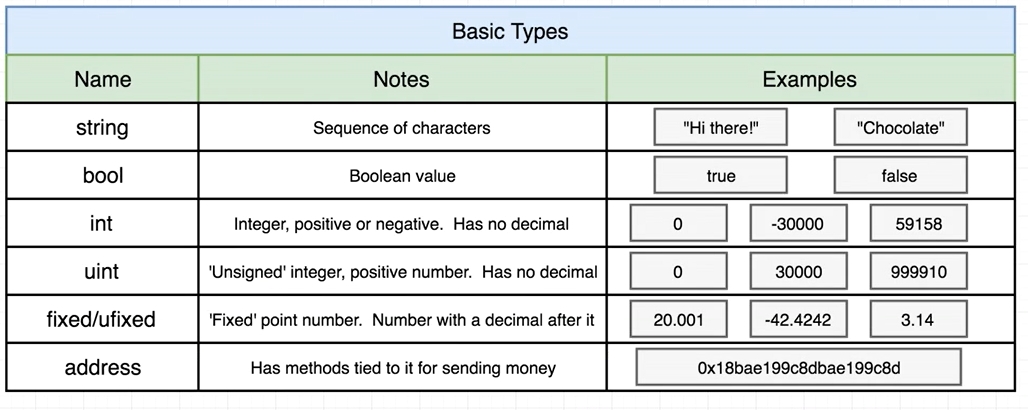 Basic Types
Name Notes Examples
string Sequence of characters "Hi there!" "Chocolate"
bool Boolean value true false
int Integer, positive or negative. Has no decimal 0 -30000 59158
uint 'Unsigned' integer, positive number. Has no decimal 0 30000 999910
fixed/ufixed 'Fixed' point number. Number with a decimal after it 20.001 -42.4242 3.14
address Has methods tied to it for sending money 0x18bae199c8dbae199c8d